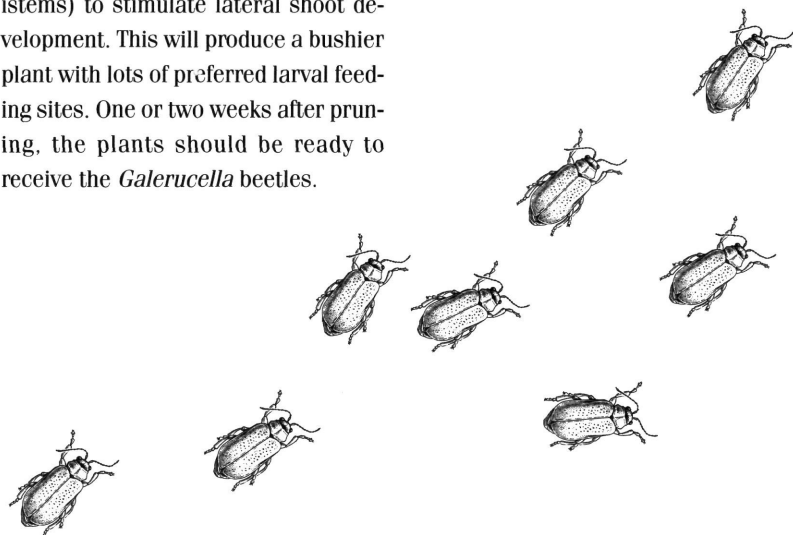 istems) to stimulate lateral shoot de-
velopment. This will produce a bushier
plant with lots of preferred larval feed-
ing sites. One or two weeks after prun-
ing, the plants should be ready to
receive the Galerucella beetles.